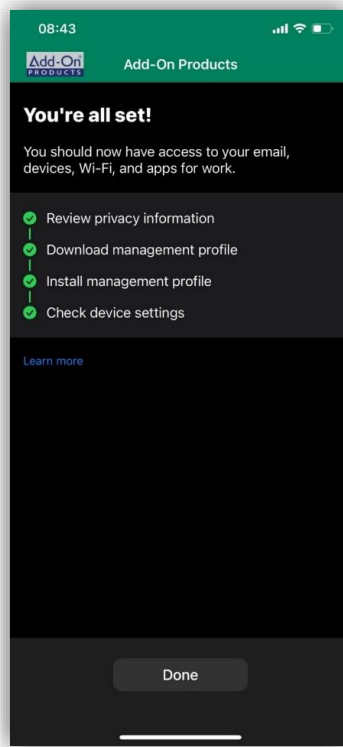 08:43
Add-On
PRODUCTS
Add-On Products
You're all set!
You should now have access to your email,
devices, Wi-Fi, and apps for work.
Review privacy information
Download management profile
Install management profile
Check device settings
Learn more
Done